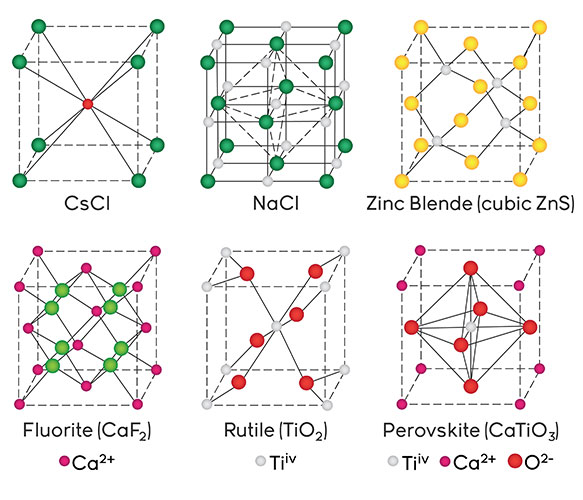 CsCl
NaCl
Zinc Blende (cubic ZnS)
Fluorite (CaF₂)
Rutile (TiO₂)
Perovskite (CaTiO₃)
Ca²⁺
Tiⁱᵛ
Tiⁱᵛ Ca²⁺ O²⁻